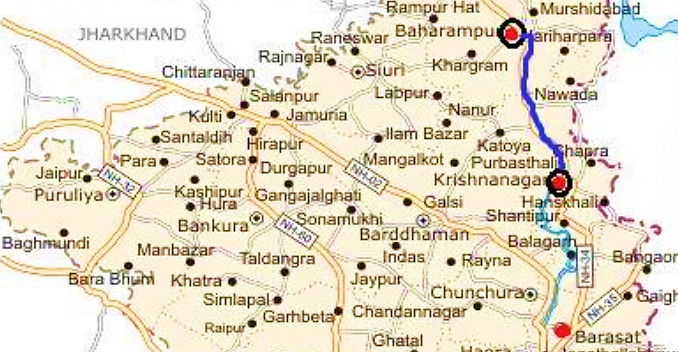 Rampur Hat
Murshidabad
JHARKHAND
Raneswar
Baharampu
ariharpara
Rajnagar
Siuri
Khargram
Chittaranjan
Labpur
Nawada
Salanpur
Kulti
Jamuria
Nanur
Santaldih
Hirapur
Ilam Bazar
Katoya
Chapra
Para
Satora
Mangalkot
Purbasthali
Jaipur
NH-32
Durgapur
NH-02
Krishnanagar
Puruliya
Kashipur
Gangajalghati
Galsi
Hanskhali
Hura
Sonamukhi
Shantipur
Bankura
NH-60
Barddhaman
Baghmundi
Balagarh
Manbazar
Taldangra
Indas
Rayna
NH-34
Bangaon
Bara Bhum
Khatra
Jaypur
Chunchura
Gaigh
Simlapal
NH-35
Garhbeta
Chandannagar
Raipur
Ghatal
Barasat